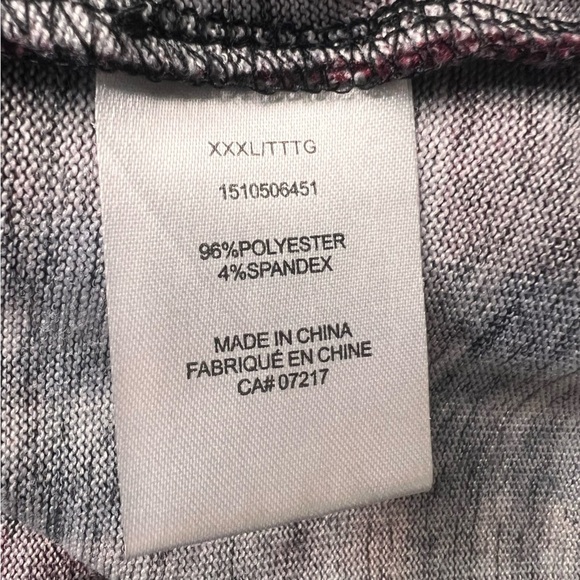 XXXL/TTTG
1510506451
96%POLYESTER
4%SPANDEX
MADE IN CHINA
FABRIQUÉ EN CHINE
CA# 07217